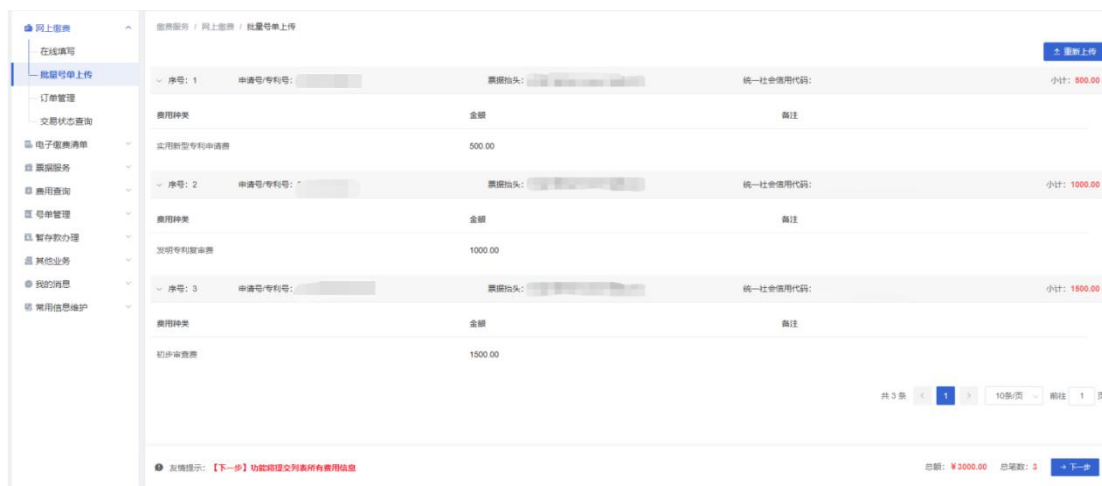 网上缴费
在线填写
批量号单上传
订单管理
交易状态查询
电子缴费清单
票据服务
费用查询
号单管理
暂存款办理
其他业务
我的消息
常用信息维护
缴费服务 / 网上缴费 / 批量号单上传
重新上传
序号：1 申请号/专利号： 票据抬头： 统一社会信用代码： 小计：500.00
费用种类 金额 备注
实用新型专利申请费 500.00
序号：2 申请号/专利号： 票据抬头： 统一社会信用代码： 小计：1000.00
费用种类 金额 备注
发明专利复审费 1000.00
序号：3 申请号/专利号： 票据抬头： 统一社会信用代码： 小计：1500.00
费用种类 金额 备注
初步审查费 1500.00
共 3 条 1 10条/页 前往 1 页
友情提示：【下一步】功能将提交列表所有费用信息 总额：￥3000.00 总笔数：3 下一步